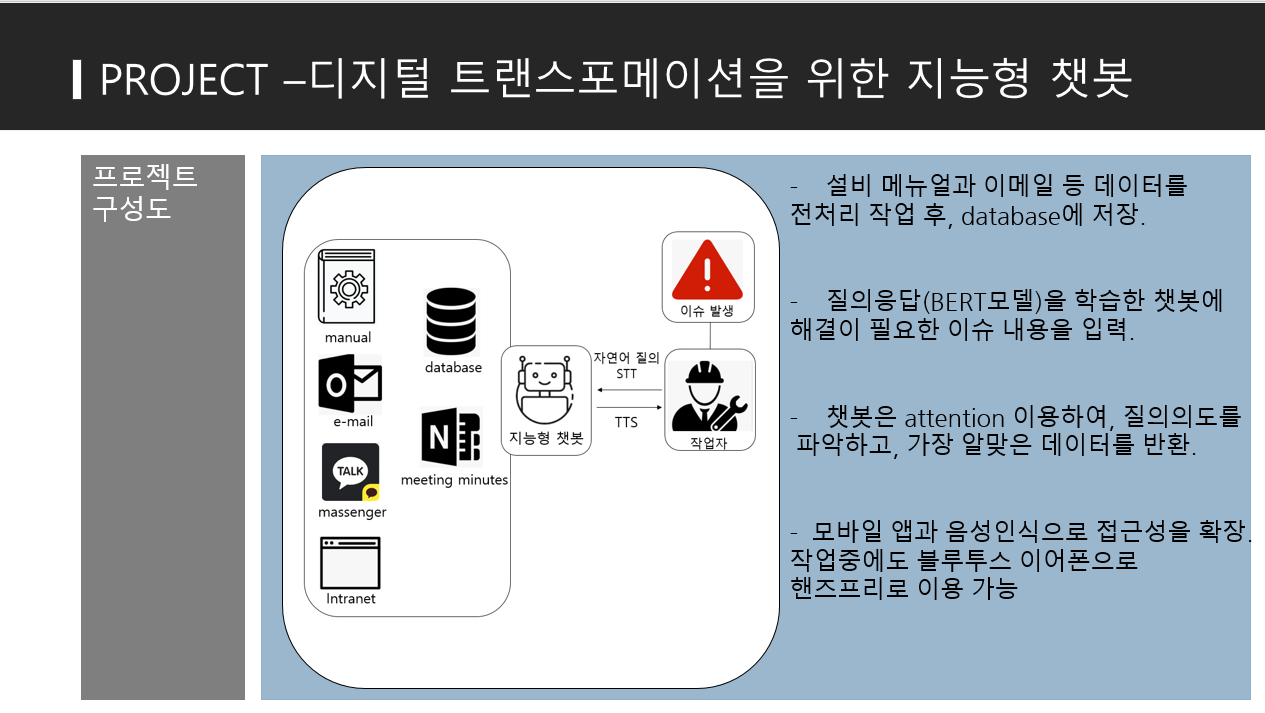 PROJECT –디지털 트랜스포메이션을 위한 지능형 챗봇
프로젝트
구성도
manual
e-mail
TALK
massenger
Intranet
database
N
meeting minutes
지능형 챗봇
자연어 질의
STT
TTS
이슈 발생
작업자
- 설비 메뉴얼과 이메일 등 데이터를
전처리 작업 후, database에 저장.
- 질의응답(BERT모델)을 학습한 챗봇에
해결이 필요한 이슈 내용을 입력.
- 챗봇은 attention 이용하여, 질의의도를
파악하고, 가장 알맞은 데이터를 반환.
- 모바일 앱과 음성인식으로 접근성을 확장.
작업중에도 블루투스 이어폰으로
핸즈프리로 이용 가능